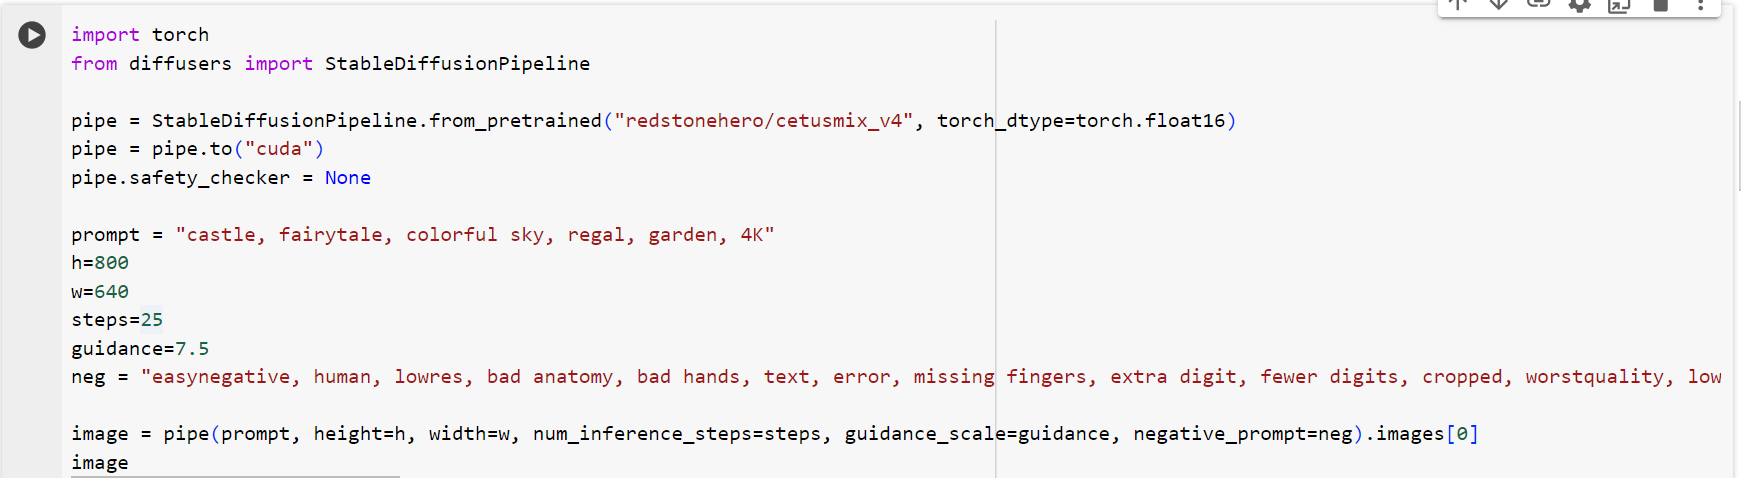 import torch
from diffusers import StableDiffusionPipeline
pipe = StableDiffusionPipeline.from_pretrained("redstonehero/cetusmix_v4", torch_dtype=torch.float16)
pipe = pipe.to("cuda")
pipe.safety_checker = None
prompt = "castle, fairytale, colorful sky, regal, garden, 4K"
h=800
w=640
steps=25
guidance=7.5
neg = "easynegative, human, lowres, bad anatomy, bad hands, text, error, missing fingers, extra digit, fewer digits, cropped, worstquality, low
image = pipe(prompt, height=h, width=w, num_inference_steps=steps, guidance_scale=guidance, negative_prompt=neg).images[0]
image